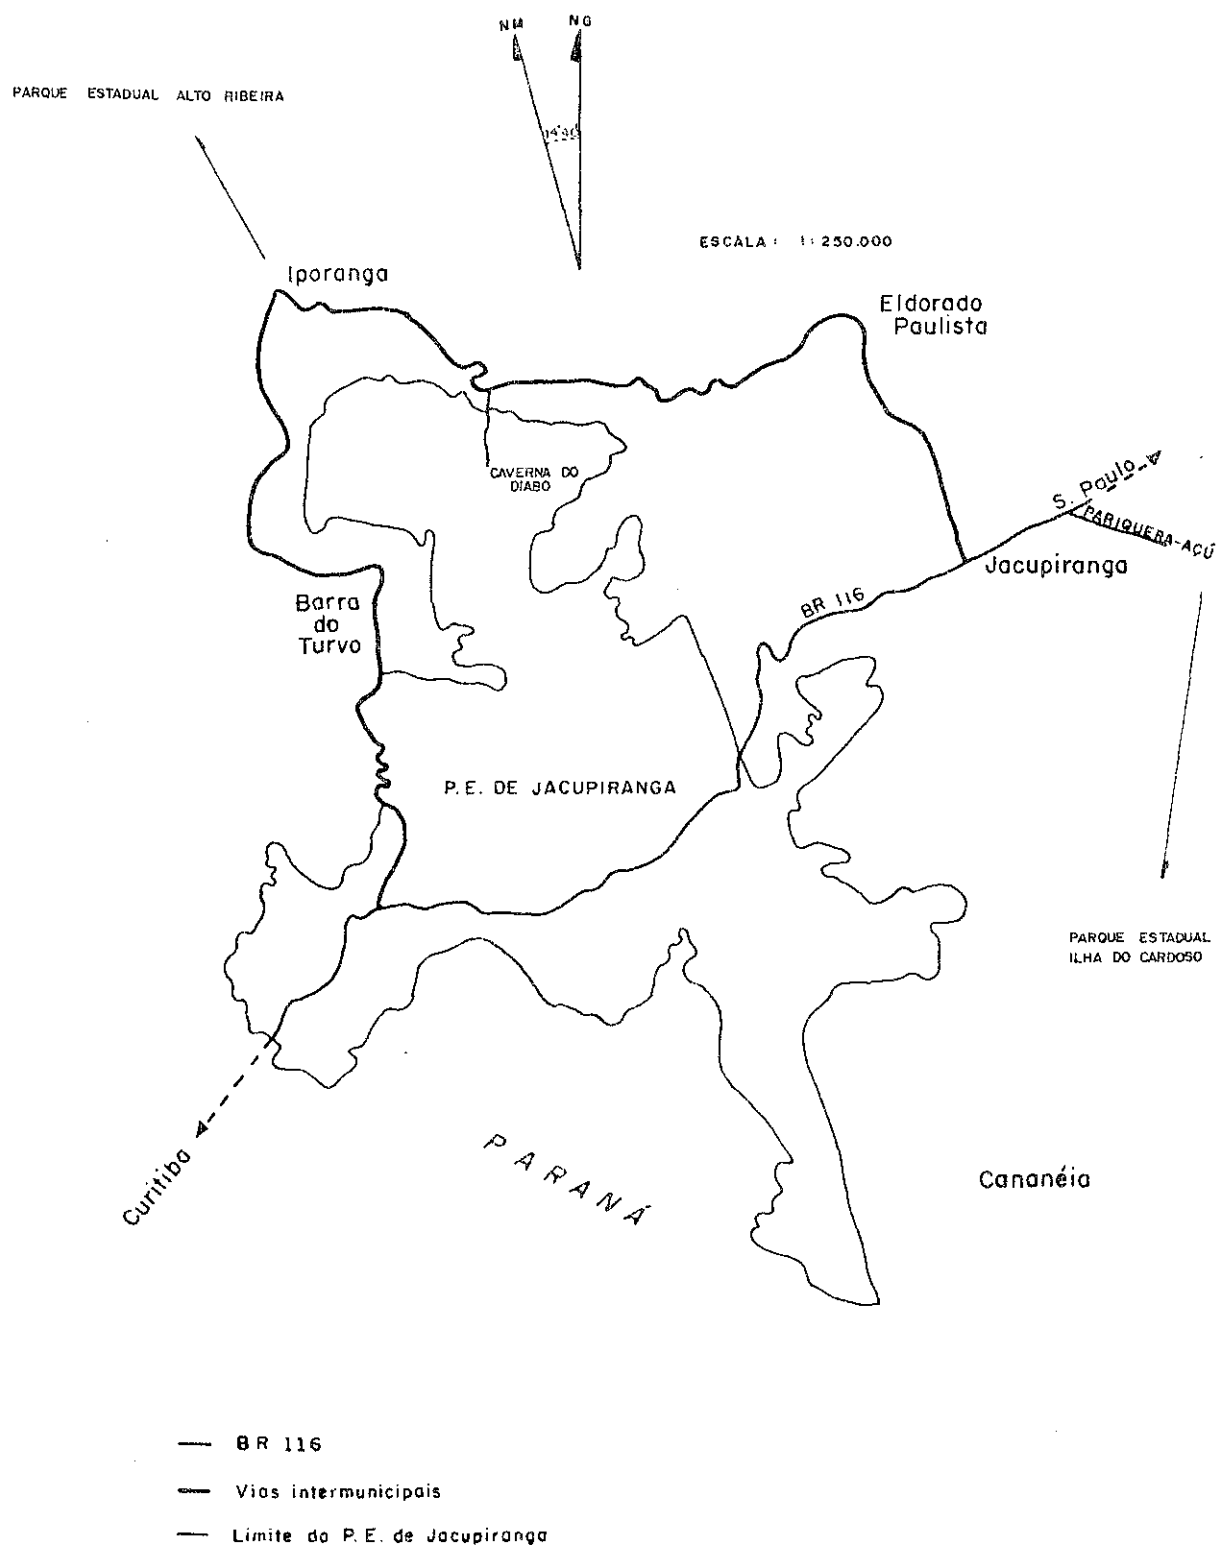 NM NG
PARQUE ESTADUAL ALTO RIBEIRA
ESCALA : 1: 250.000
Iporanga
Eldorado
Paulista
CAVERNA DO
DIABO
S. Paulo
PARIQUERA-AÇÚ
Jacupiranga
BR 116
Barra
do
Turvo
P. E. DE JACUPIRANGA
PARQUE ESTADUAL
ILHA DO CARDOSO
Curitiba
PARANÁ
Cananéia
BR 116
Vias intermunicipais
Limite do P. E. de Jacupiranga